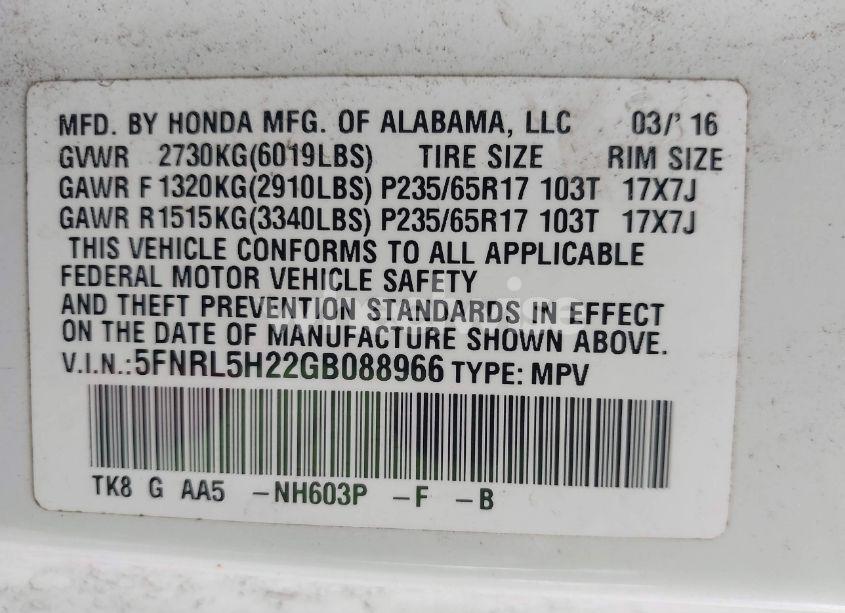 MFD. BY HONDA MFG. OF ALABAMA, LLC 03/' 16
GVWR 2730KG(6019LBS) TIRE SIZE RIM SIZE
GAWR F 1320KG(2910LBS) P235/65R17 103T 17X7J
GAWR R1515KG(3340LBS) P235/65R17 103T 17X7J
THIS VEHICLE CONFORMS TO ALL APPLICABLE
FEDERAL MOTOR VEHICLE SAFETY
AND THEFT PREVENTION STANDARDS IN EFFECT
ON THE DATE OF MANUFACTURE SHOWN ABOVE.
V.I.N.:5FNRL5H22GB088966 TYPE: MPV
TK8 G AA5 -NH603P -F -B